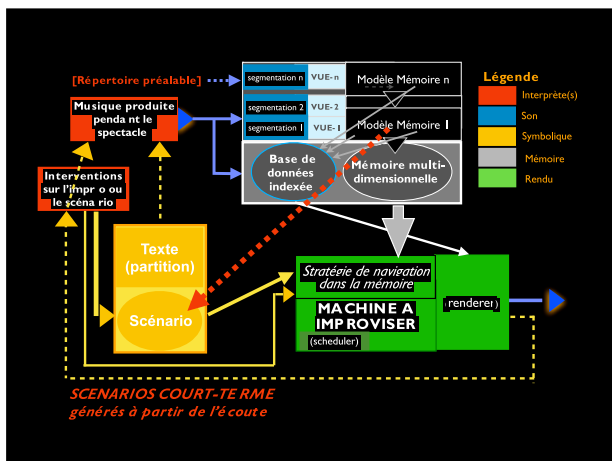 [Répertoire préalable]
segmentation n
VUE-n
Modèle Mémoire n
segmentation 2
VUE-2
segmentation 1
VUE-1
Modèle Mémoire 1
Musique produite
penda nt le
spectacle
Interventions
sur l'impr o ou
le scéna rio
Base de
données
indexée
Mémoire multi-
dimensionnelle
Légende
Interprète(s)
Son
Symbolique
Mémoire
Rendu
Texte
(partition)
Scénario
Stratégie de navigation
dans la mémoire
MACHINE A
IMPROVISER
(scheduler)
(renderer)
SCENARIOS COURT-TE RME
générés à partir de l'écoute